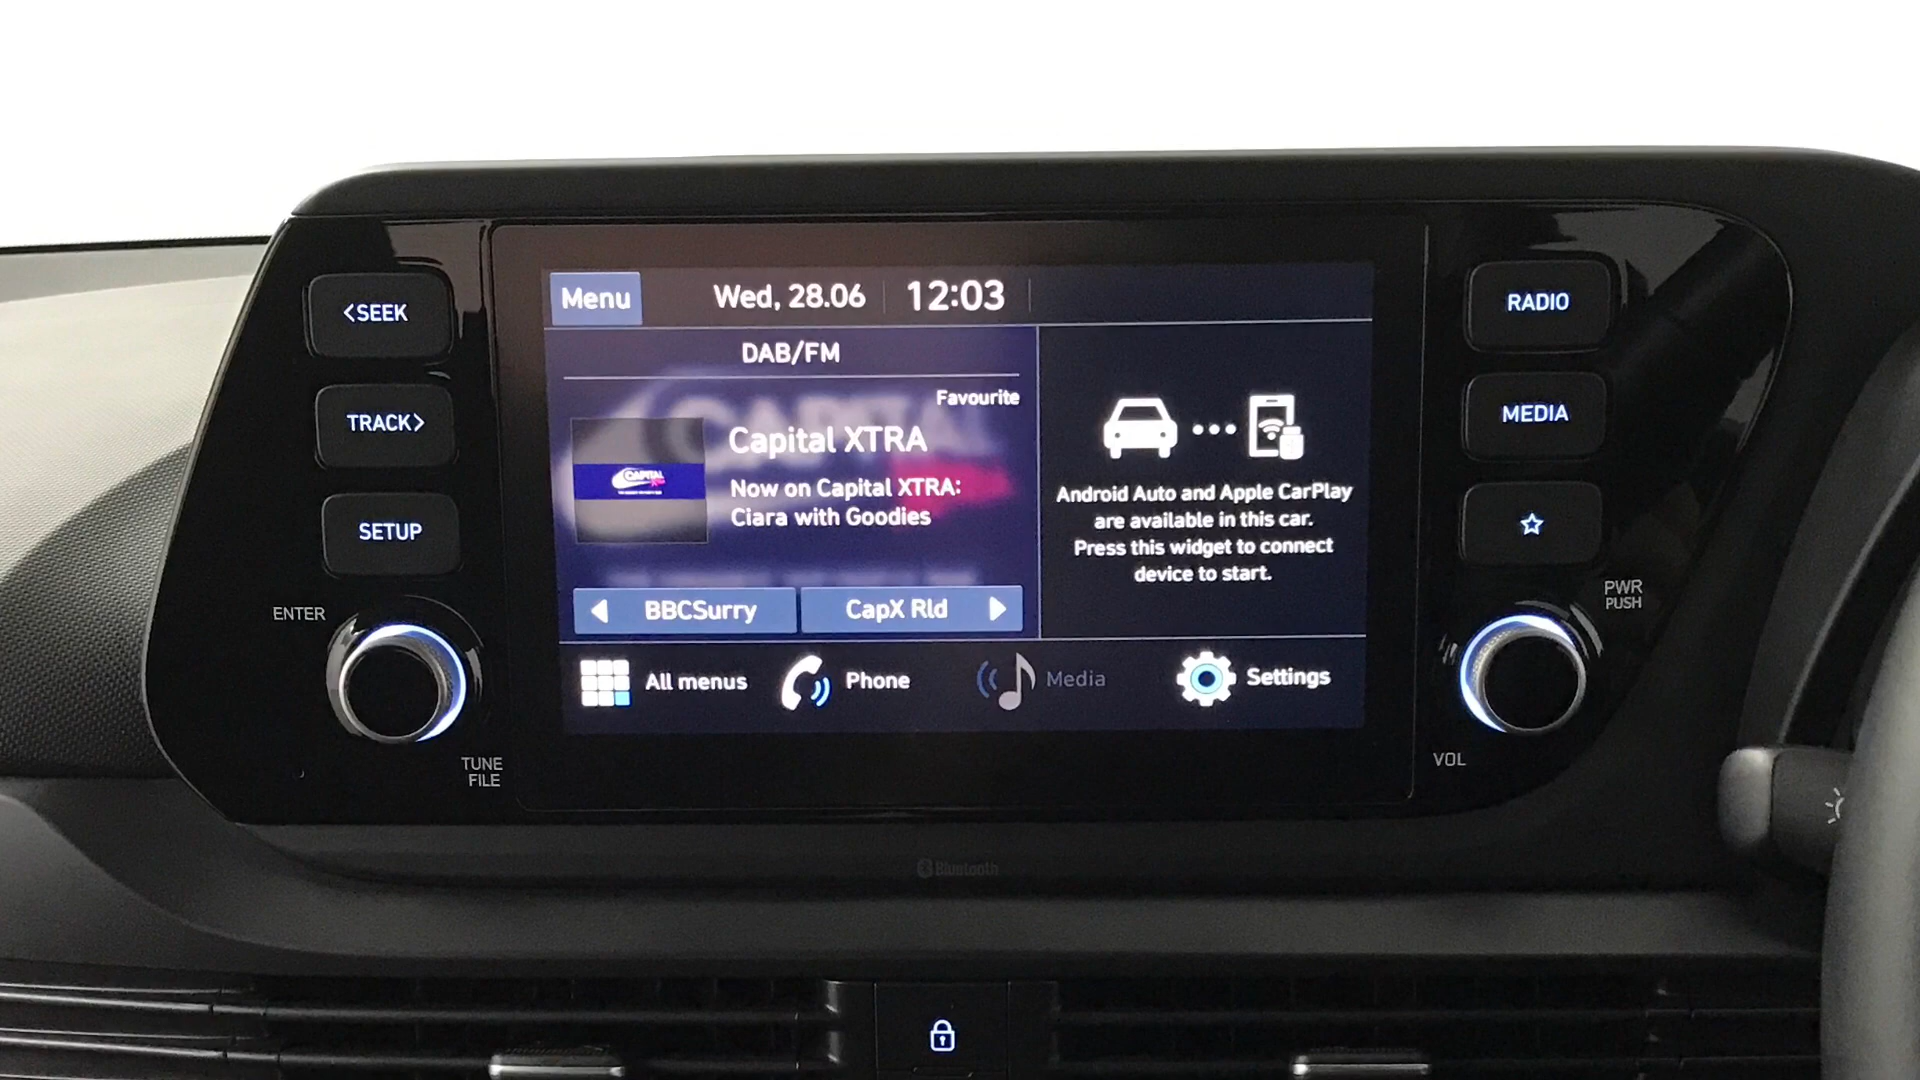 <SEEK
TRACK>
SETUP
ENTER
TUNE
FILE
Menu
Wed, 28.06
12:03
DAB/FM
Favourite
Capital XTRA
Now on Capital XTRA:
Ciara with Goodies
CAPITAL
BBCSurry
CapX Rld
Android Auto and Apple CarPlay
are available in this car.
Press this widget to connect
device to start.
All menus
Phone
Media
Settings
RADIO
MEDIA
PWR
PUSH
VOL
Bluetooth